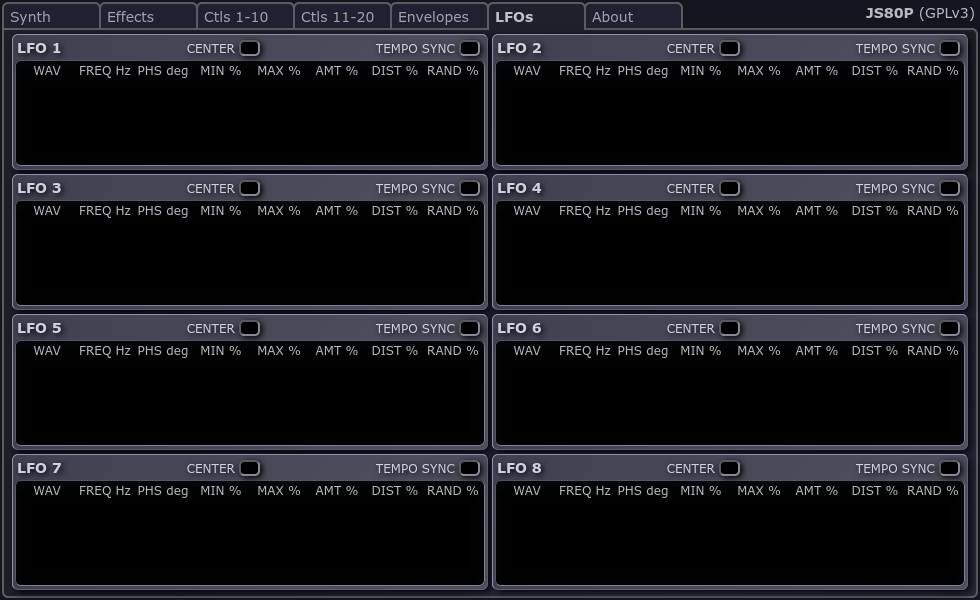 Synth Effects Ctls 1-10 Ctls 11-20 Envelopes LFOs About JS80P (GPLv3)
LFO 1 CENTER TEMPO SYNC LFO 2 CENTER TEMPO SYNC
WAV FREQ Hz PHS deg MIN % MAX % AMT % DIST % RAND % WAV FREQ Hz PHS deg MIN % MAX % AMT % DIST % RAND %
LFO 3 CENTER TEMPO SYNC LFO 4 CENTER TEMPO SYNC
WAV FREQ Hz PHS deg MIN % MAX % AMT % DIST % RAND % WAV FREQ Hz PHS deg MIN % MAX % AMT % DIST % RAND %
LFO 5 CENTER TEMPO SYNC LFO 6 CENTER TEMPO SYNC
WAV FREQ Hz PHS deg MIN % MAX % AMT % DIST % RAND % WAV FREQ Hz PHS deg MIN % MAX % AMT % DIST % RAND %
LFO 7 CENTER TEMPO SYNC LFO 8 CENTER TEMPO SYNC
WAV FREQ Hz PHS deg MIN % MAX % AMT % DIST % RAND % WAV FREQ Hz PHS deg MIN % MAX % AMT % DIST % RAND %